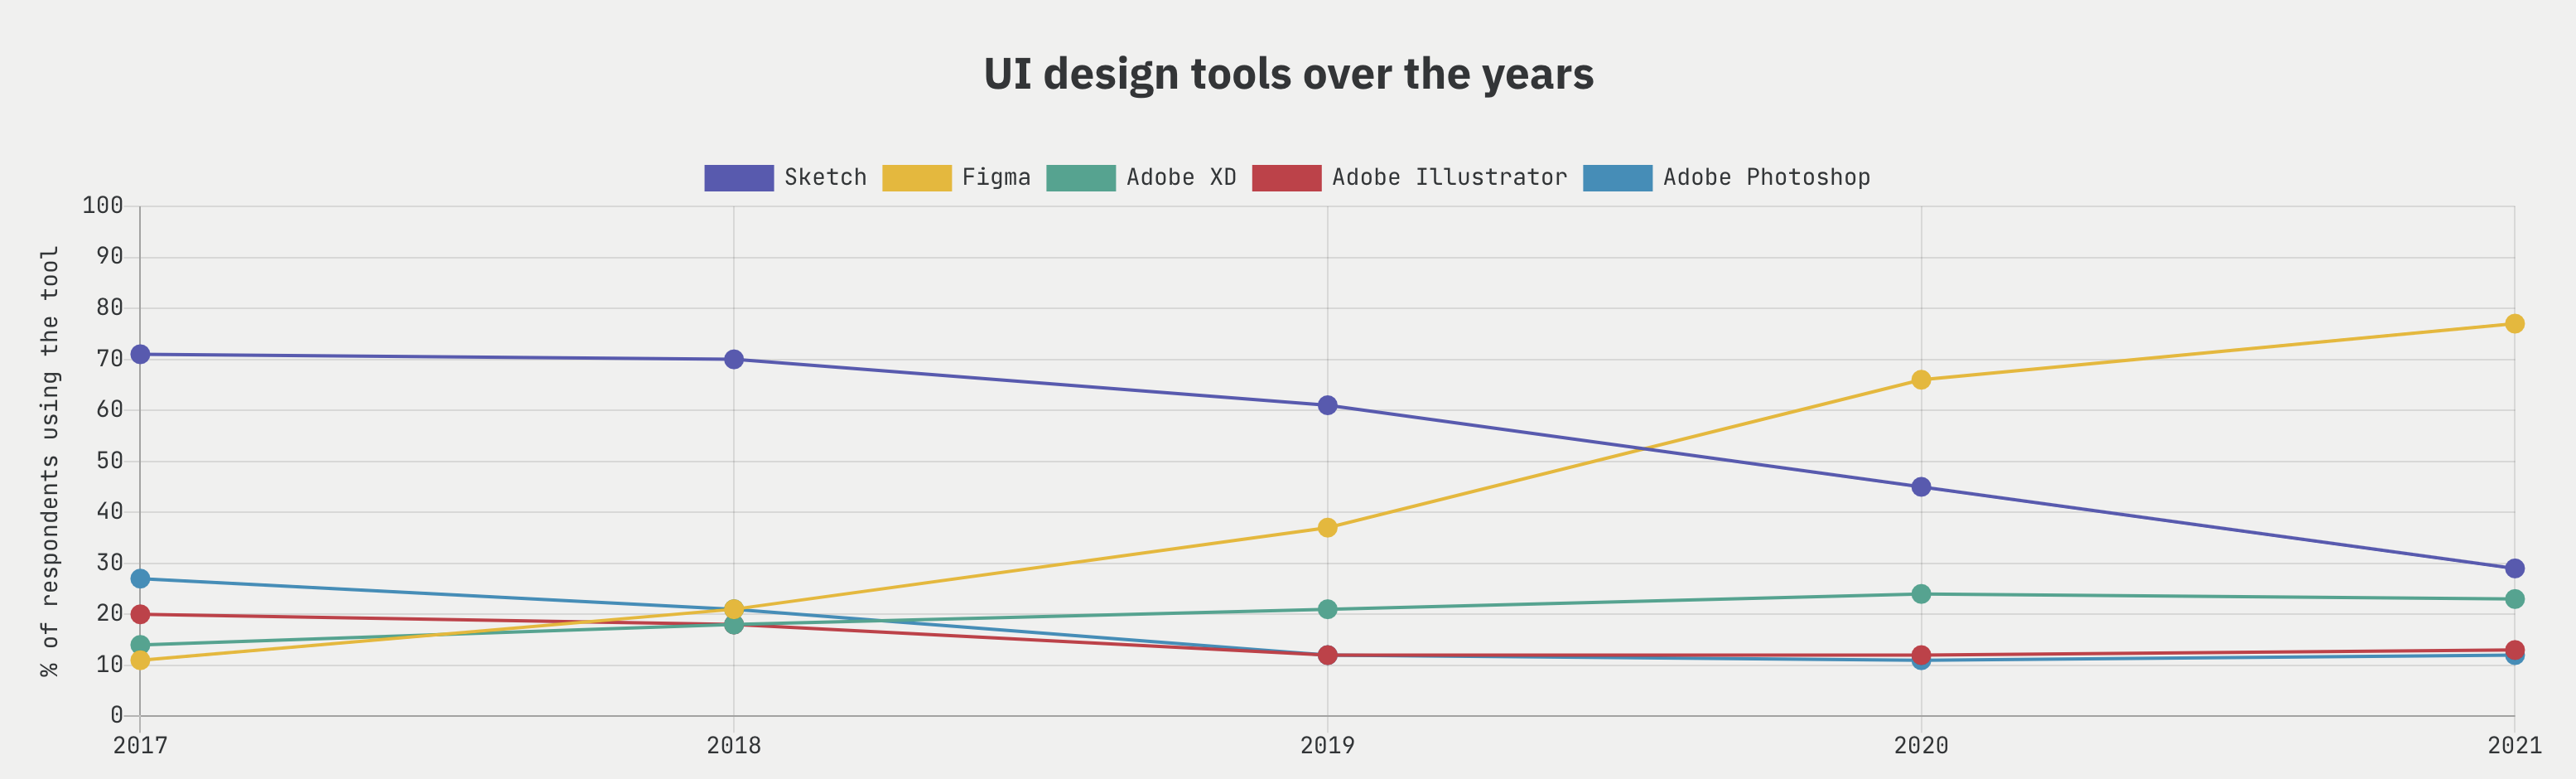 UI design tools over the years
Sketch Figma Adobe XD Adobe Illustrator Adobe Photoshop
% of respondents using the tool
100
90
80
70
60
50
40
30
20
10
0
2017 2018 2019 2020 2021